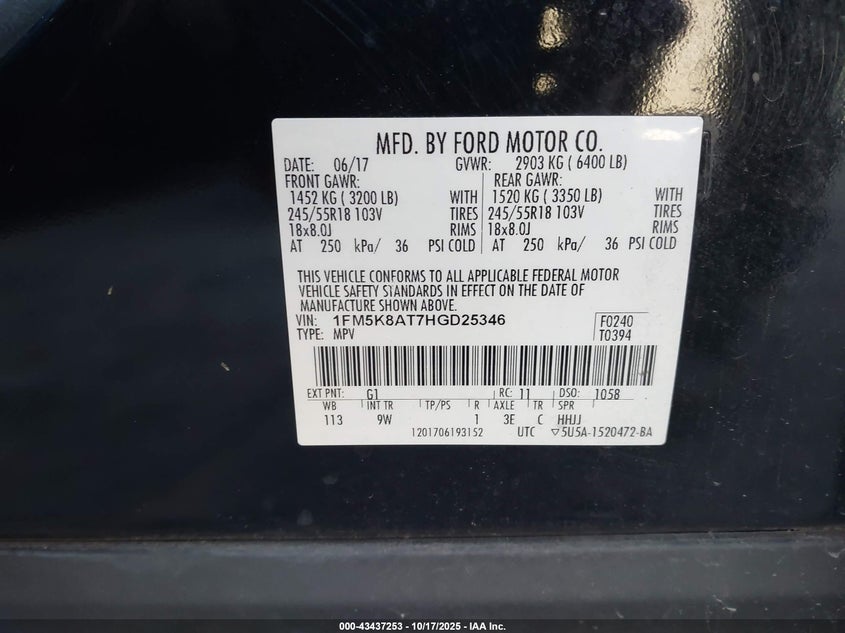 MFD. BY FORD MOTOR CO.
DATE: 06/17 GVWR: 2903 KG ( 6400 LB)
FRONT GAWR: REAR GAWR:
1452 KG ( 3200 LB) WITH 1520 KG ( 3350 LB) WITH
245/55R18 103V TIRES 245/55R18 103V TIRES
18x8.0J RIMS 18x8.0J RIMS
AT 250 kPa/ 36 PSI COLD AT 250 kPa/ 36 PSI COLD
THIS VEHICLE CONFORMS TO ALL APPLICABLE FEDERAL MOTOR
VEHICLE SAFETY STANDARDS IN EFFECT ON THE DATE OF
MANUFACTURE SHOWN ABOVE.
VIN: 1FM5K8AT7HGD25346 F0240
TYPE: MPV T0394
EXT PNT: G1 RC: 11 DSO: 1058
WB INT TR TP/PS R AXLE TR SPR
113 9W 1 3E C HHJJ
1201706193152 UTC ▽5U5A-1520472-BA
000-43437253 - 10/17/2025 - IAA Inc.